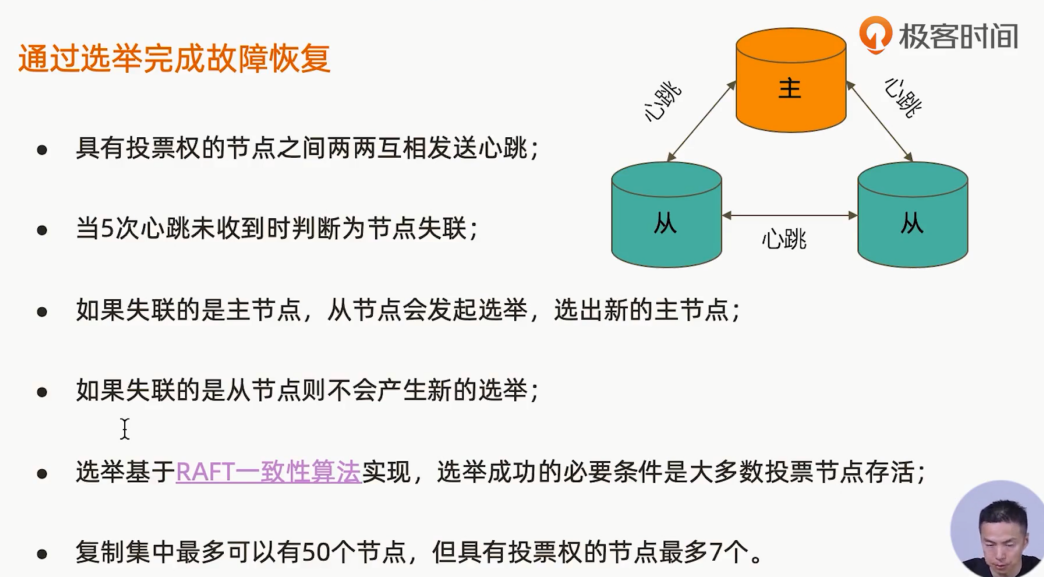 极客时间
通过选举完成故障恢复
主
心跳
心跳
从
从
心跳
● 具有投票权的节点之间两两互相发送心跳；
● 当5次心跳未收到时判断为节点失联；
● 如果失联的是主节点，从节点会发起选举，选出新的主节点；
● 如果失联的是从节点则不会产生新的选举；
● 选举基于RAFT一致性算法实现，选举成功的必要条件是大多数投票节点存活；
● 复制集中最多可以有50个节点，但具有投票权的节点最多7个。